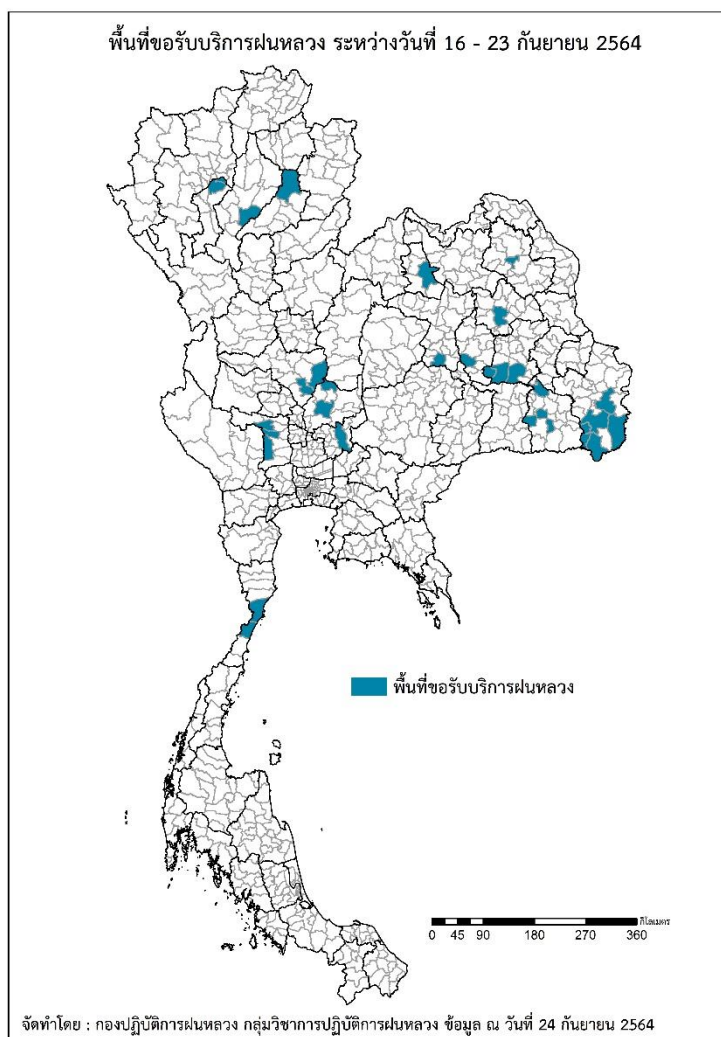 พื้นที่ขอรับบริการฝนหลวง ระหว่างวันที่ 16 - 23 กันยายน 2564
พื้นที่ขอรับบริการฝนหลวง
กิโลเมตร
0 45 90 180 270 360
จัดทำโดย : กองปฏิบัติการฝนหลวง กลุ่มวิชาการปฏิบัติการฝนหลวง ข้อมูล ณ วันที่ 24 กันยายน 2564